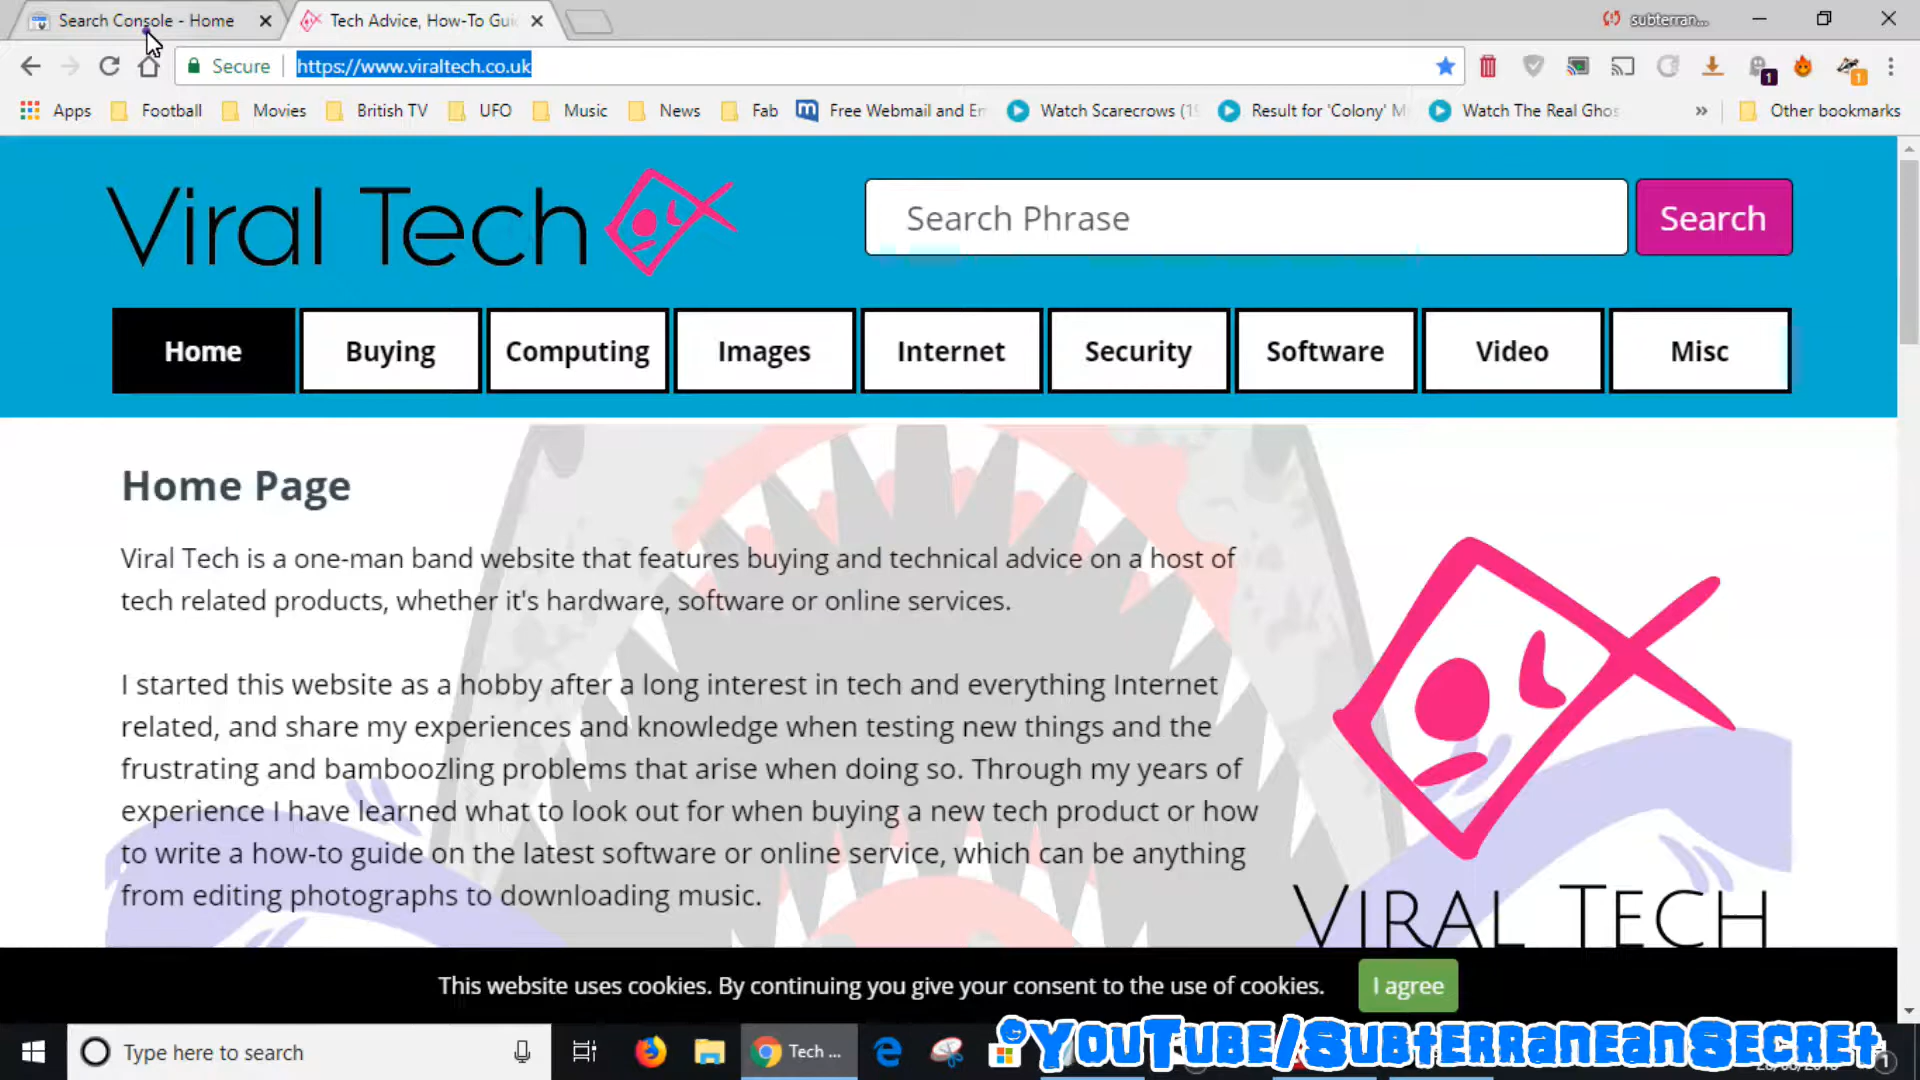 Search Console - Home
Tech Advice, How-To Gui
subterran...
Secure
https://www.viraltech.co.uk
1
1
Apps
Football
Movies
British TV
UFO
Music
News
Fab
Free Webmail and Em
Watch Scarecrows (19
Result for 'Colony' M
Watch The Real Ghos
»
Other bookmarks
Viral Tech
Search Phrase
Search
Home
Buying
Computing
Images
Internet
Security
Software
Video
Misc
Home Page
Viral Tech is a one-man band website that features buying and technical advice on a host of
tech related products, whether it's hardware, software or online services.
I started this website as a hobby after a long interest in tech and everything Internet
related, and share my experiences and knowledge when testing new things and the
frustrating and bamboozling problems that arise when doing so. Through my years of
experience I have learned what to look out for when buying a new tech product or how
to write a how-to guide on the latest software or online service, which can be anything
from editing photographs to downloading music.
VIRAL TECH
This website uses cookies. By continuing you give your consent to the use of cookies.
I agree
Type here to search
Tech ...
@YouTube/SubterraneanSecret
1